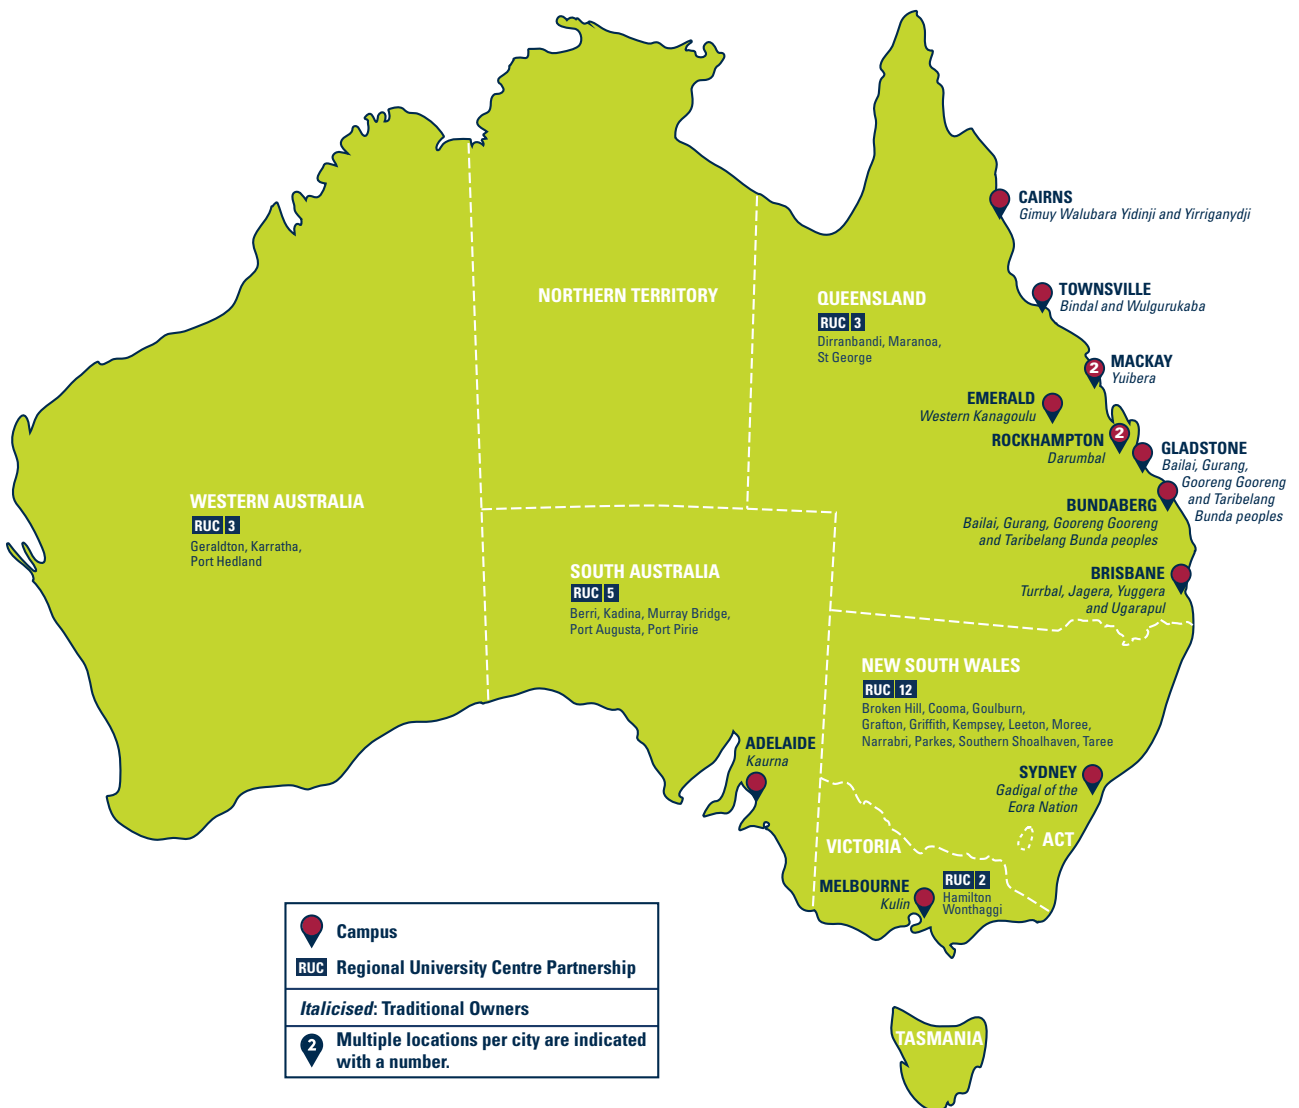 CAIRNS
Gimuy Walubara Yidinji and Yirriganydji
TOWNSVILLE
Bindal and Wulgurukaba
NORTHERN TERRITORY
QUEENSLAND
RUC 3
Dirranbandi, Maranoa,
St George
2
MACKAY
Yuibera
EMERALD
Western Kanagoulu
2
ROCKHAMPTON
Darumbal
GLADSTONE
Bailai, Gurang,
Gooreng Gooreng
and Taribelang
Bunda peoples
BUNDABERG
Bailai, Gurang, Gooreng Gooreng
and Taribelang Bunda peoples
WESTERN AUSTRALIA
RUC 3
Geraldton, Karratha,
Port Hedland
SOUTH AUSTRALIA
RUC 5
Berri, Kadina, Murray Bridge,
Port Augusta, Port Pirie
BRISBANE
Turrbal, Jagera, Yuggera
and Ugarapul
NEW SOUTH WALES
RUC 12
Broken Hill, Cooma, Goulburn,
Grafton, Griffith, Kempsey, Leeton, Moree,
Narrabri, Parkes, Southern Shoalhaven, Taree
ADELAIDE
Kaurna
SYDNEY
Gadigal of the
Eora Nation
ACT
VICTORIA
RUC 2
Hamilton
Wonthaggi
MELBOURNE
Kulin
Campus
RUC Regional University Centre Partnership
Italicised: Traditional Owners
2 Multiple locations per city are indicated
with a number.
TASMANIA